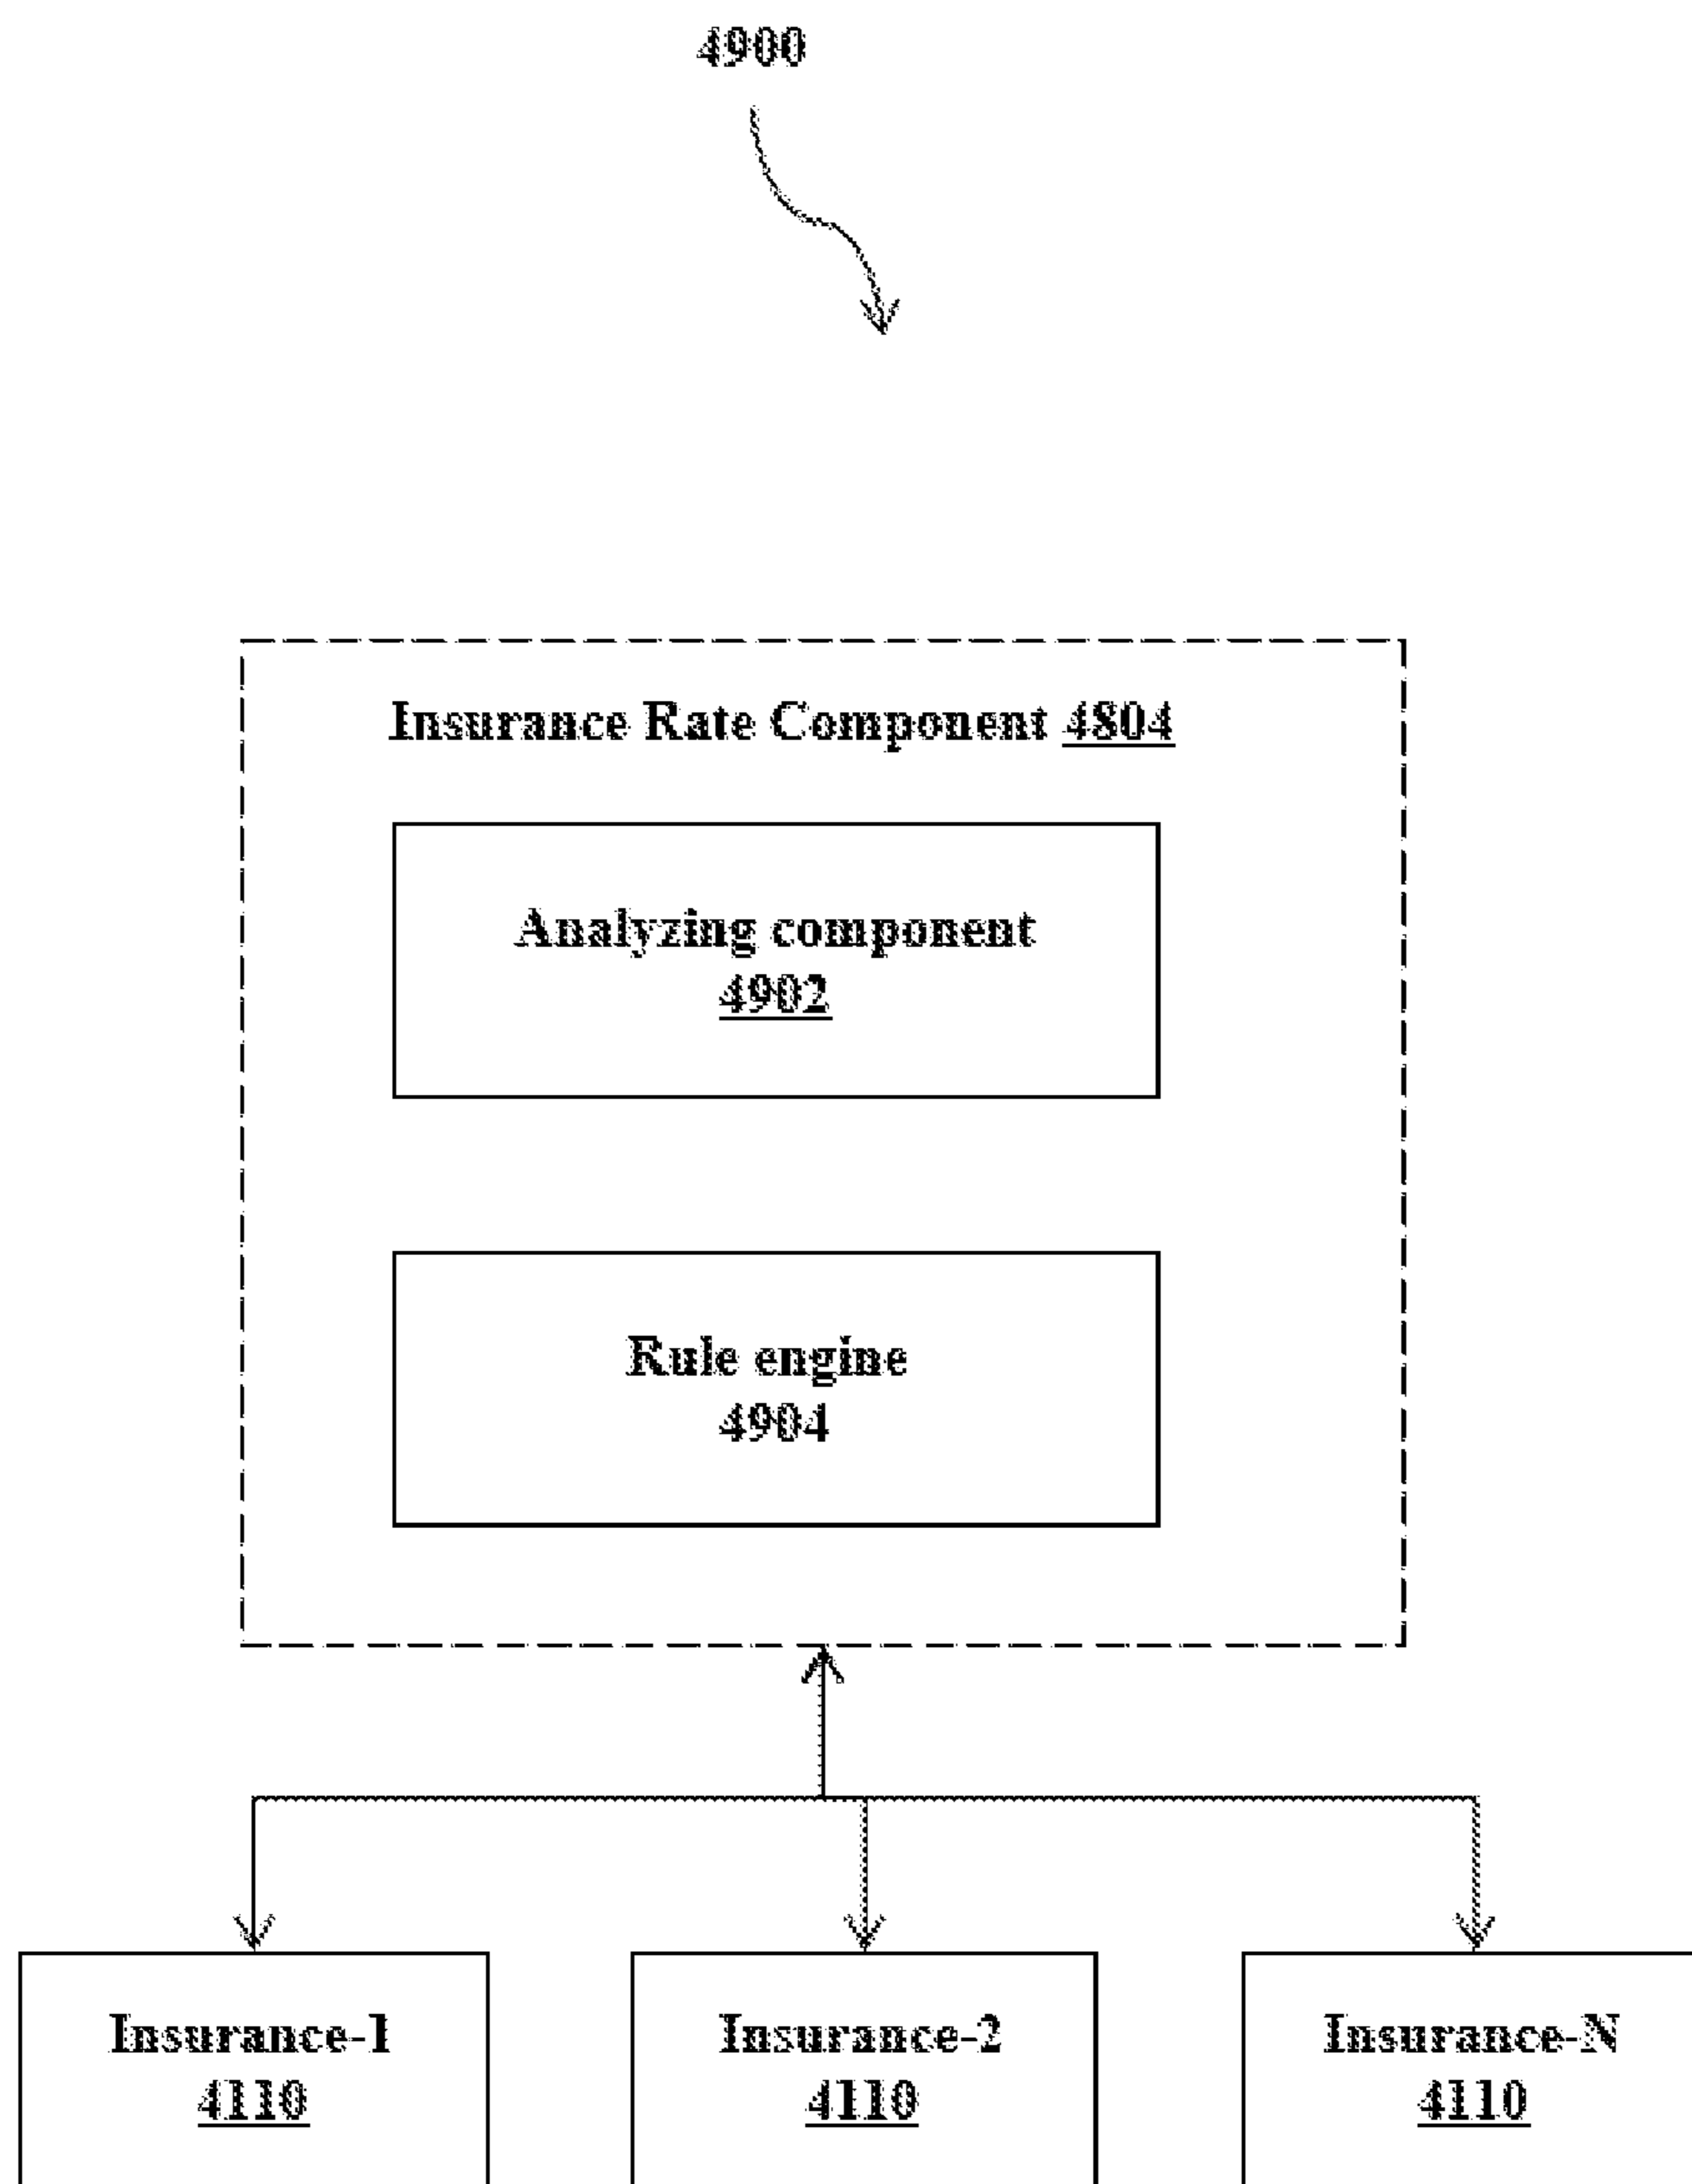 4900
Insurance Rate Component 4804
Analyzing component
4902
Rule engine
4904
Insurance-1
4110
Insurance-2
4110
Insurance-N
4110